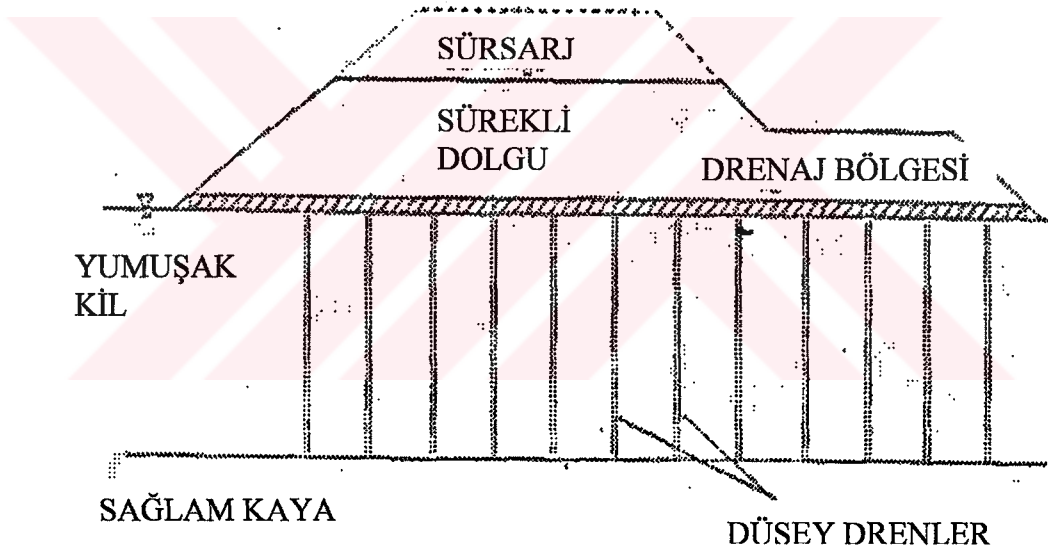 SÜRSARJ
SÜREKLİ
DOLGU
DRENAJ BÖLGESİ
YUMUŞAK
KİL
SAĞLAM KAYA
DÜSEY DRENLER